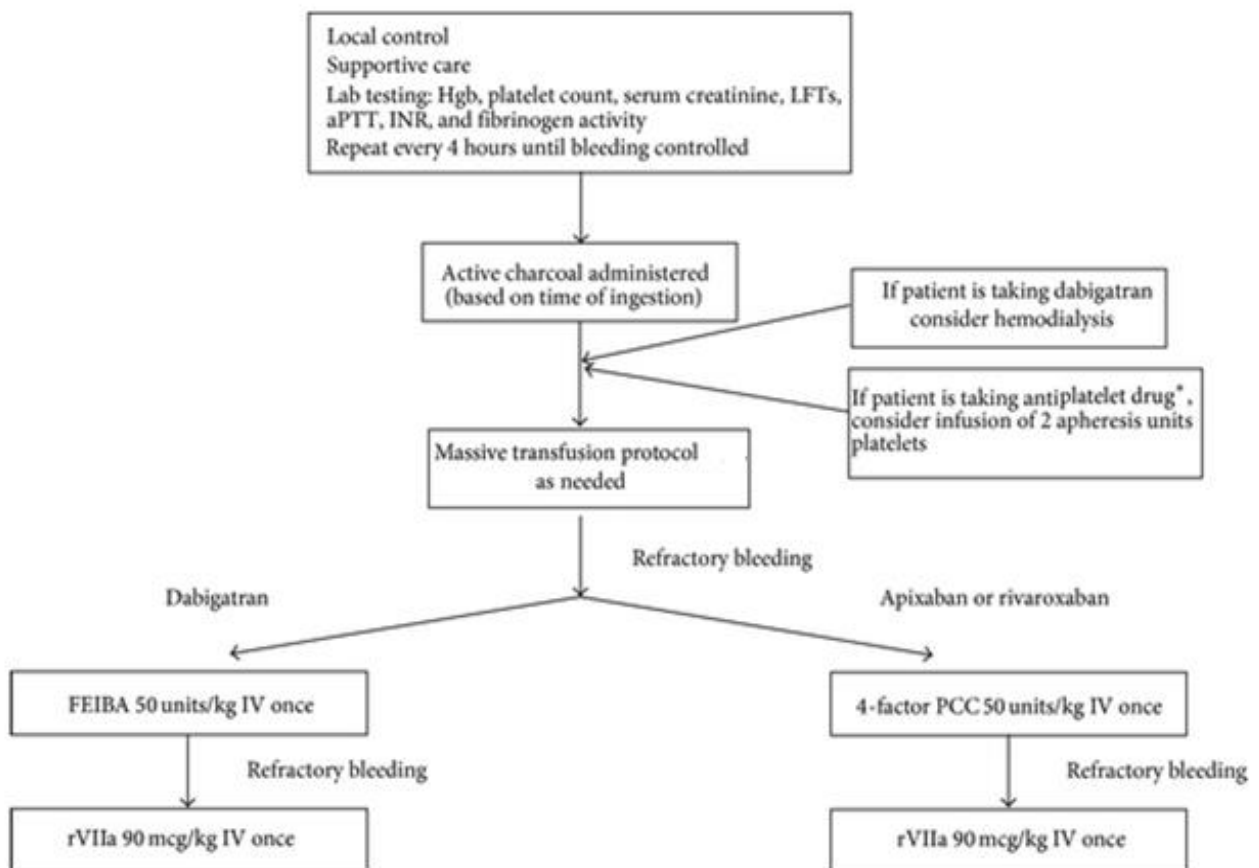 Local control
Supportive care
Lab testing: Hgb, platelet count, serum creatinine, LFTs,
aPTT, INR, and fibrinogen activity
Repeat every 4 hours until bleeding controlled
Active charcoal administered
(based on time of ingestion)
If patient is taking dabigatran
consider hemodialysis
If patient is taking antiplatelet drug*,
consider infusion of 2 apheresis units
platelets
Massive transfusion protocol
as needed
Refractory bleeding
Dabigatran
Apixaban or rivaroxaban
FEIBA 50 units/kg IV once
4-factor PCC 50 units/kg IV once
Refractory bleeding
Refractory bleeding
rVIIa 90 mcg/kg IV once
rVIIa 90 mcg/kg IV once